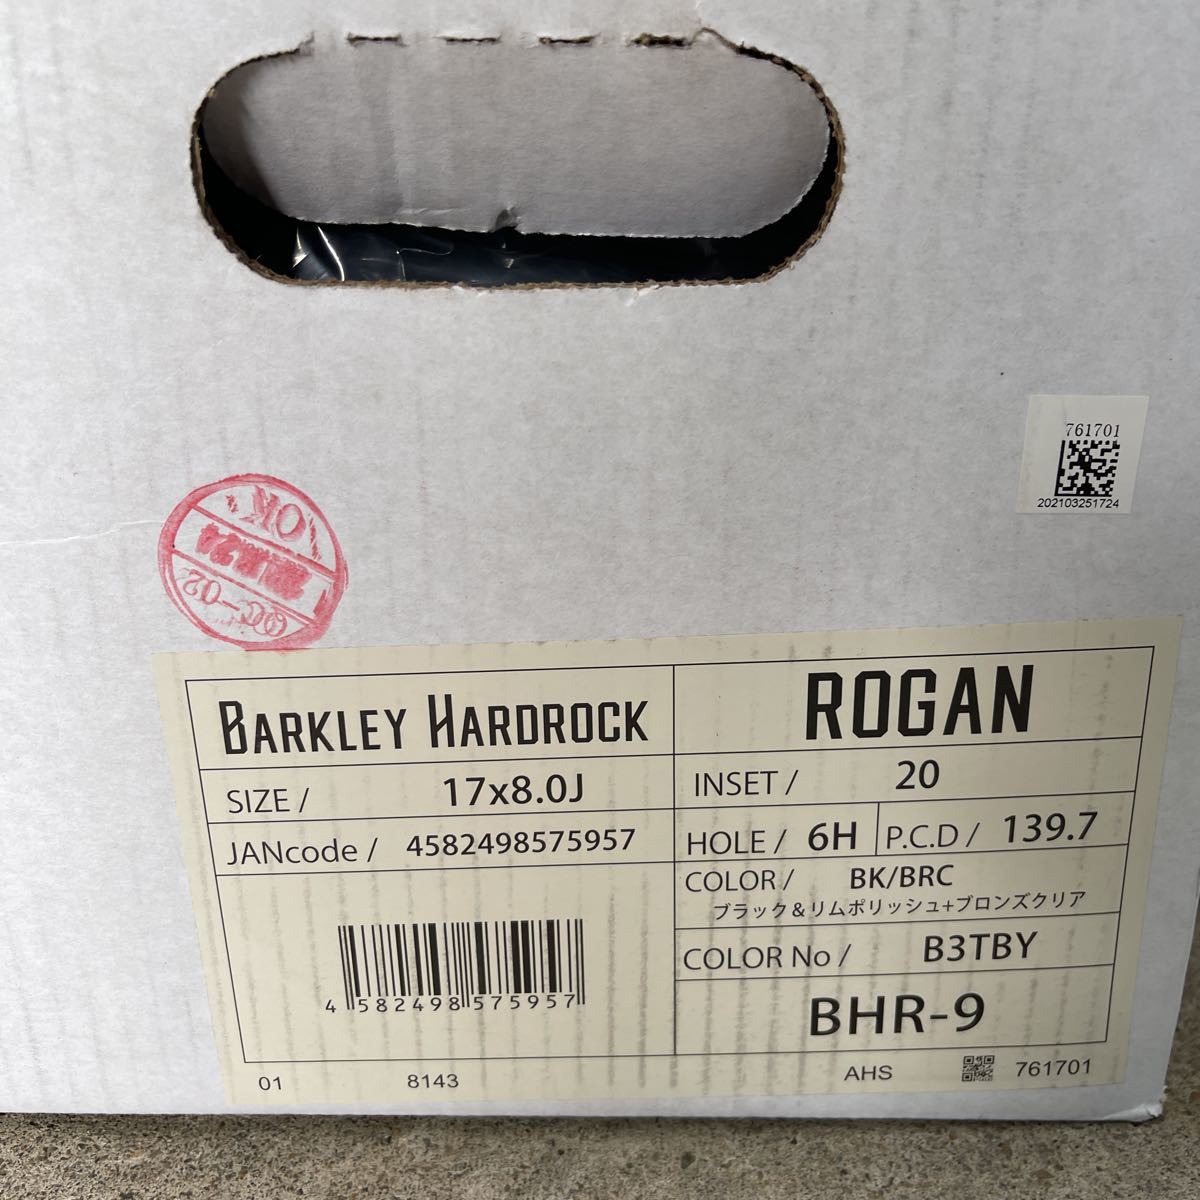 761701
202103251724
OK
QC-02
BARKLEY HARDROCK
ROGAN
SIZE / 17x8.0J
INSET / 20
JANcode / 4582498575957
HOLE / 6H P.C.D / 139.7
COLOR / BK/BRC
ブラック＆リムポリッシュ+ブロンズクリア
COLOR No / B3TBY
4 582498 575957
BHR-9
01 8143 AHS 761701